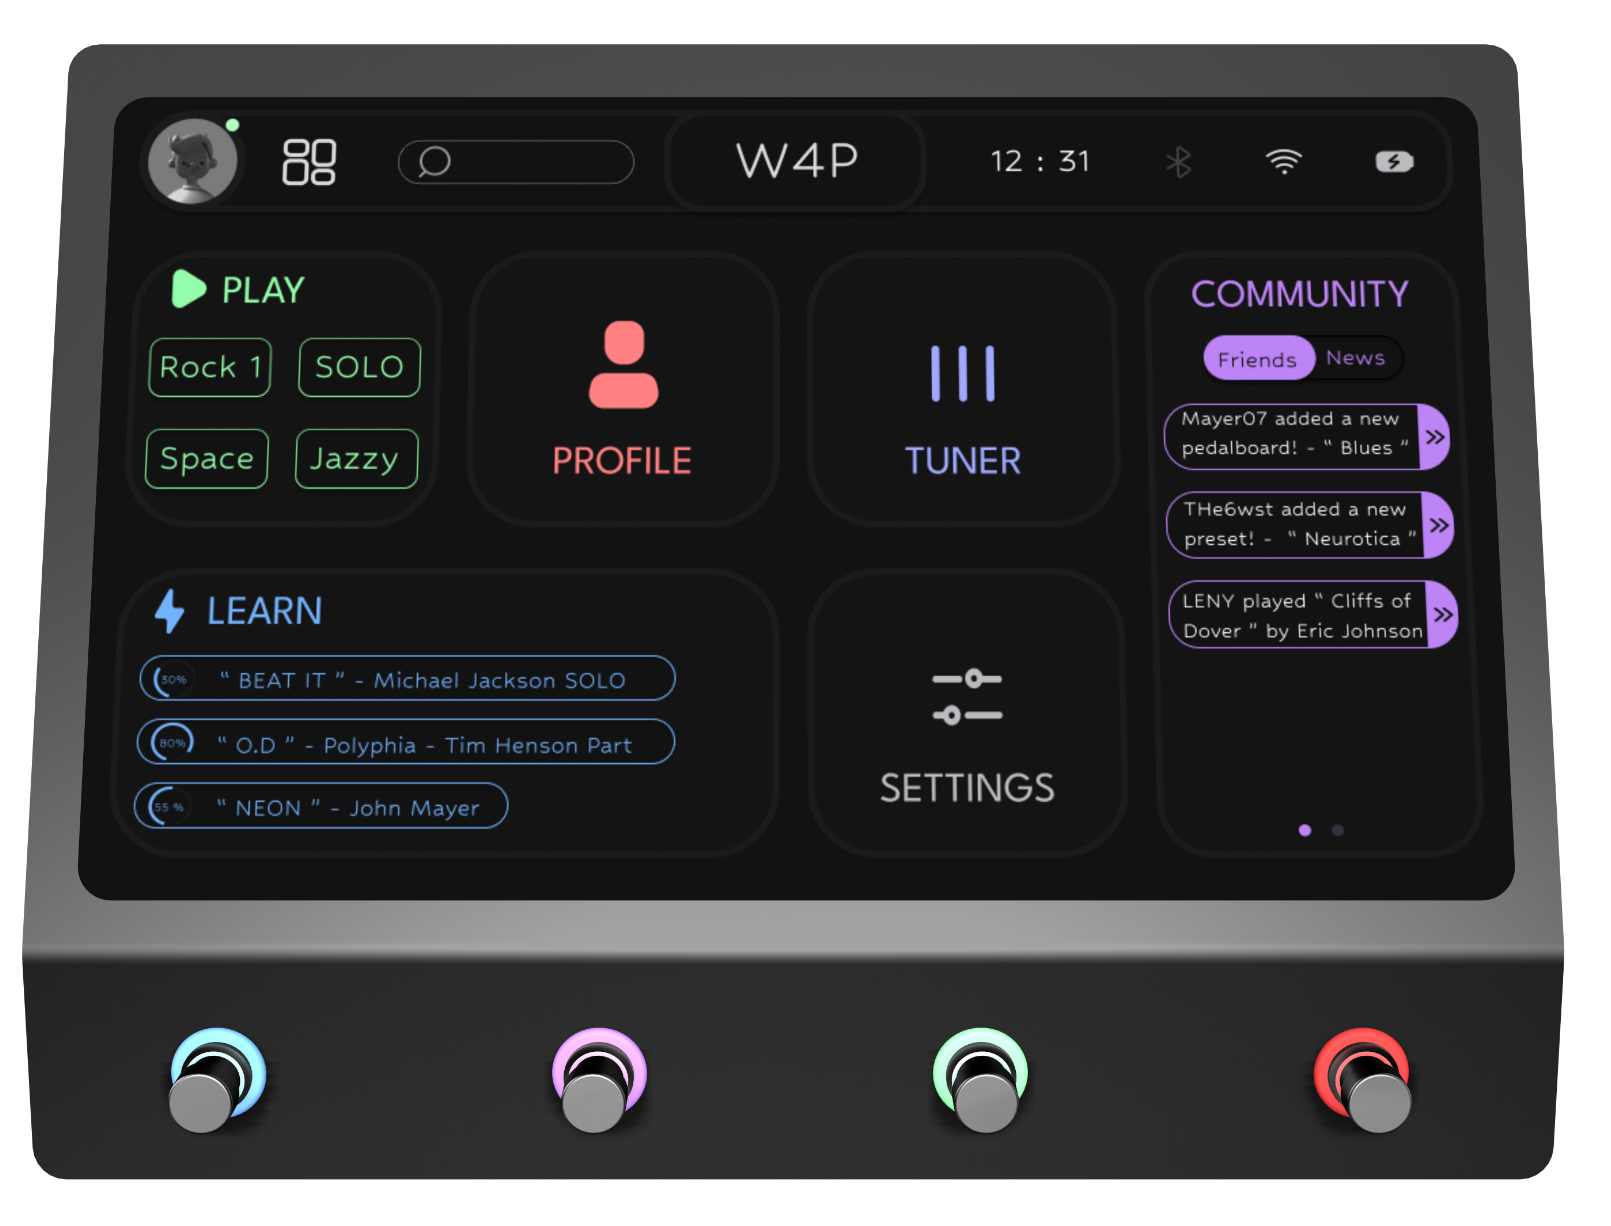 W4P
12 : 31
PLAY
Rock 1
SOLO
Space
Jazzy
PROFILE
TUNER
COMMUNITY
Friends
News
Mayer07 added a new
pedalboard! - “ Blues ”
THe6wst added a new
preset! - “ Neurotica ”
LENY played “ Cliffs of
Dover ” by Eric Johnson
LEARN
30%
“ BEAT IT ” - Michael Jackson SOLO
80%
“ O.D ” - Polyphia - Tim Henson Part
55 %
“ NEON ” - John Mayer
SETTINGS